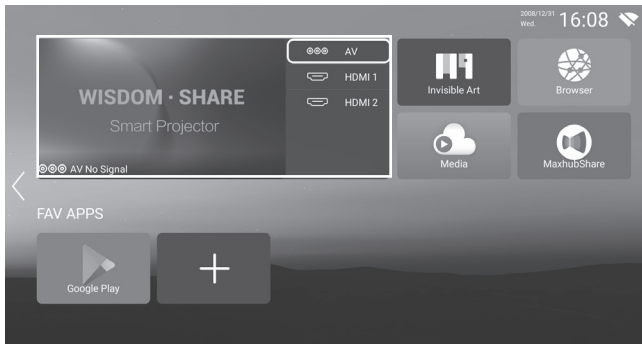 2008/12/31
Wed.
16:08
WISDOM · SHARE
Smart Projector
AV No Signal
AV
HDMI 1
HDMI 2
Invisible Art
Browser
Media
MaxhubShare
FAV APPS
Google Play